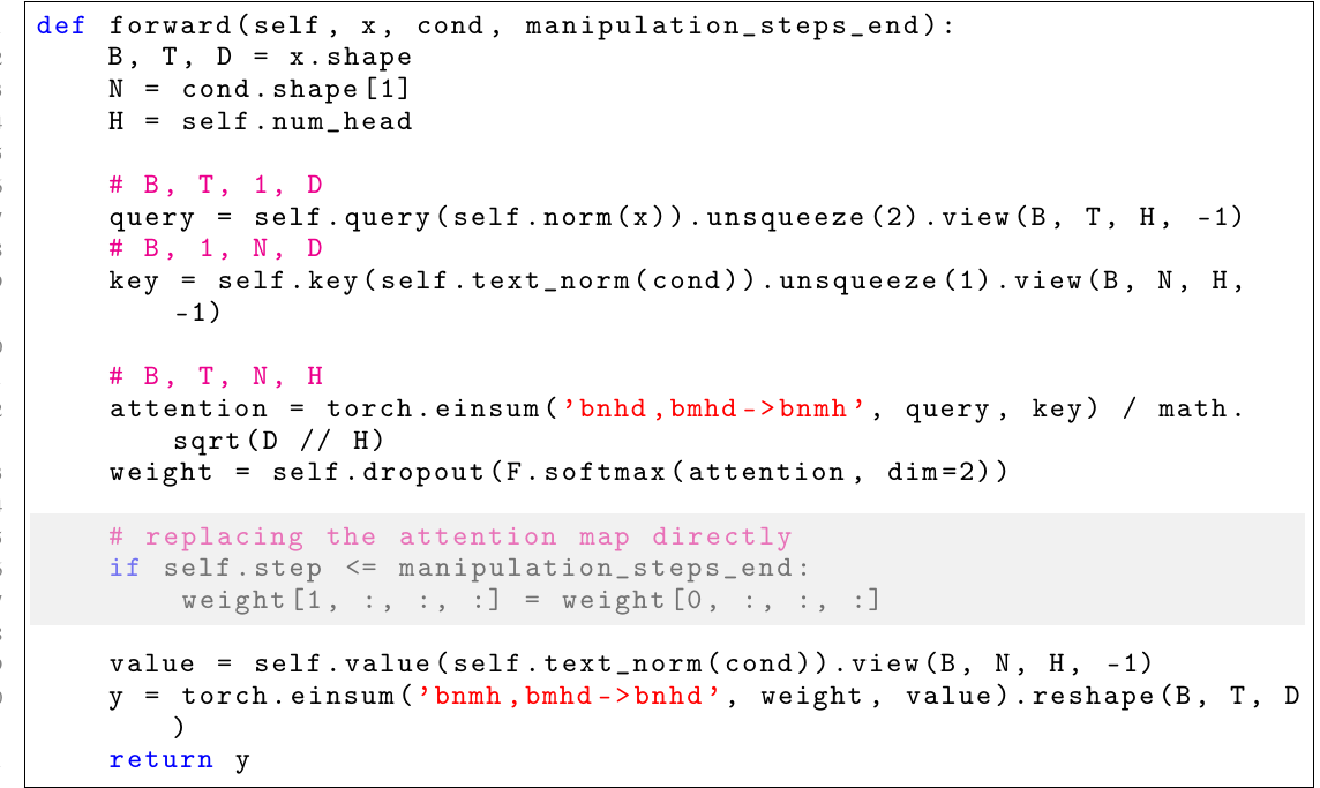 def forward(self, x, cond, manipulation_steps_end):
    B, T, D = x.shape
    N = cond.shape[1]
    H = self.num_head

    # B, T, 1, D
    query = self.query(self.norm(x)).unsqueeze(2).view(B, T, H, -1)
    # B, 1, N, D
    key = self.key(self.text_norm(cond)).unsqueeze(1).view(B, N, H,
        -1)

    # B, T, N, H
    attention = torch.einsum('bnhd,bmhd->bnmh', query, key) / math.
        sqrt(D // H)
    weight = self.dropout(F.softmax(attention, dim=2))

    # replacing the attention map directly
    if self.step <= manipulation_steps_end:
        weight[1, :, :, :] = weight[0, :, :, :]

    value = self.value(self.text_norm(cond)).view(B, N, H, -1)
    y = torch.einsum('bnmh,bmhd->bnhd', weight, value).reshape(B, T, D
        )
    return y